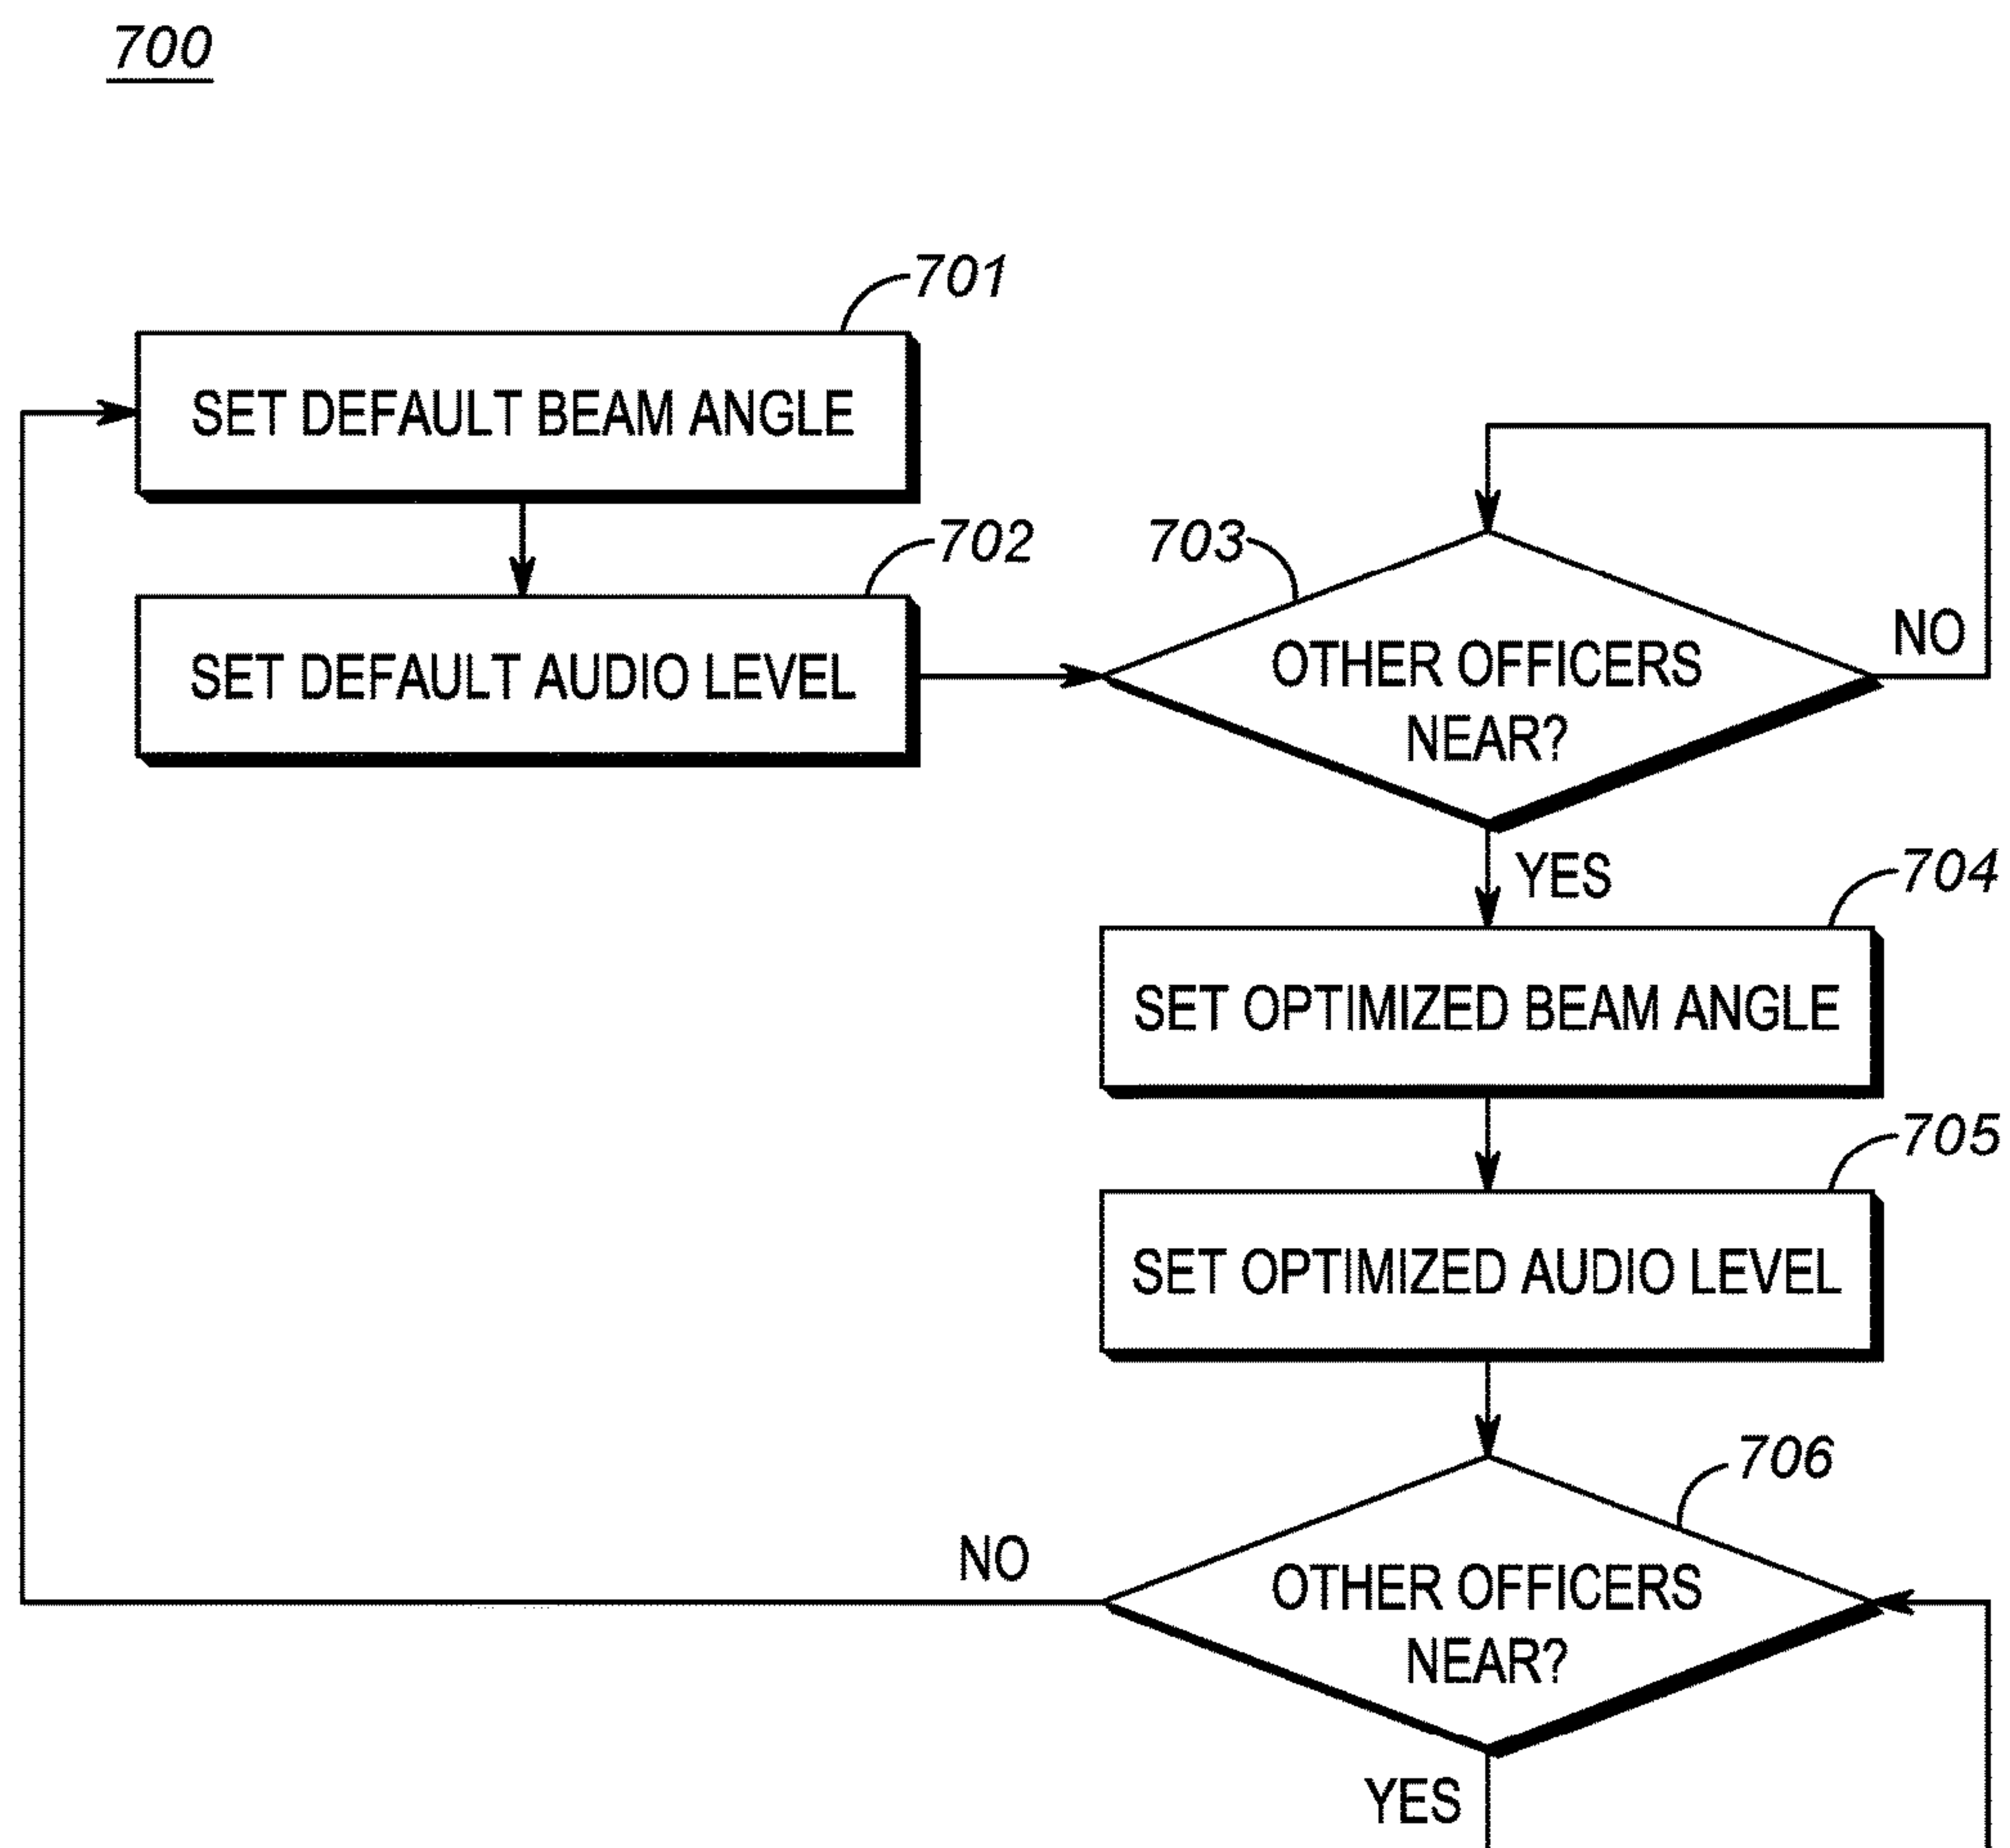 700
701
SET DEFAULT BEAM ANGLE
702
SET DEFAULT AUDIO LEVEL
703
OTHER OFFICERS
NEAR?
NO
YES
704
SET OPTIMIZED BEAM ANGLE
705
SET OPTIMIZED AUDIO LEVEL
706
OTHER OFFICERS
NEAR?
NO
YES